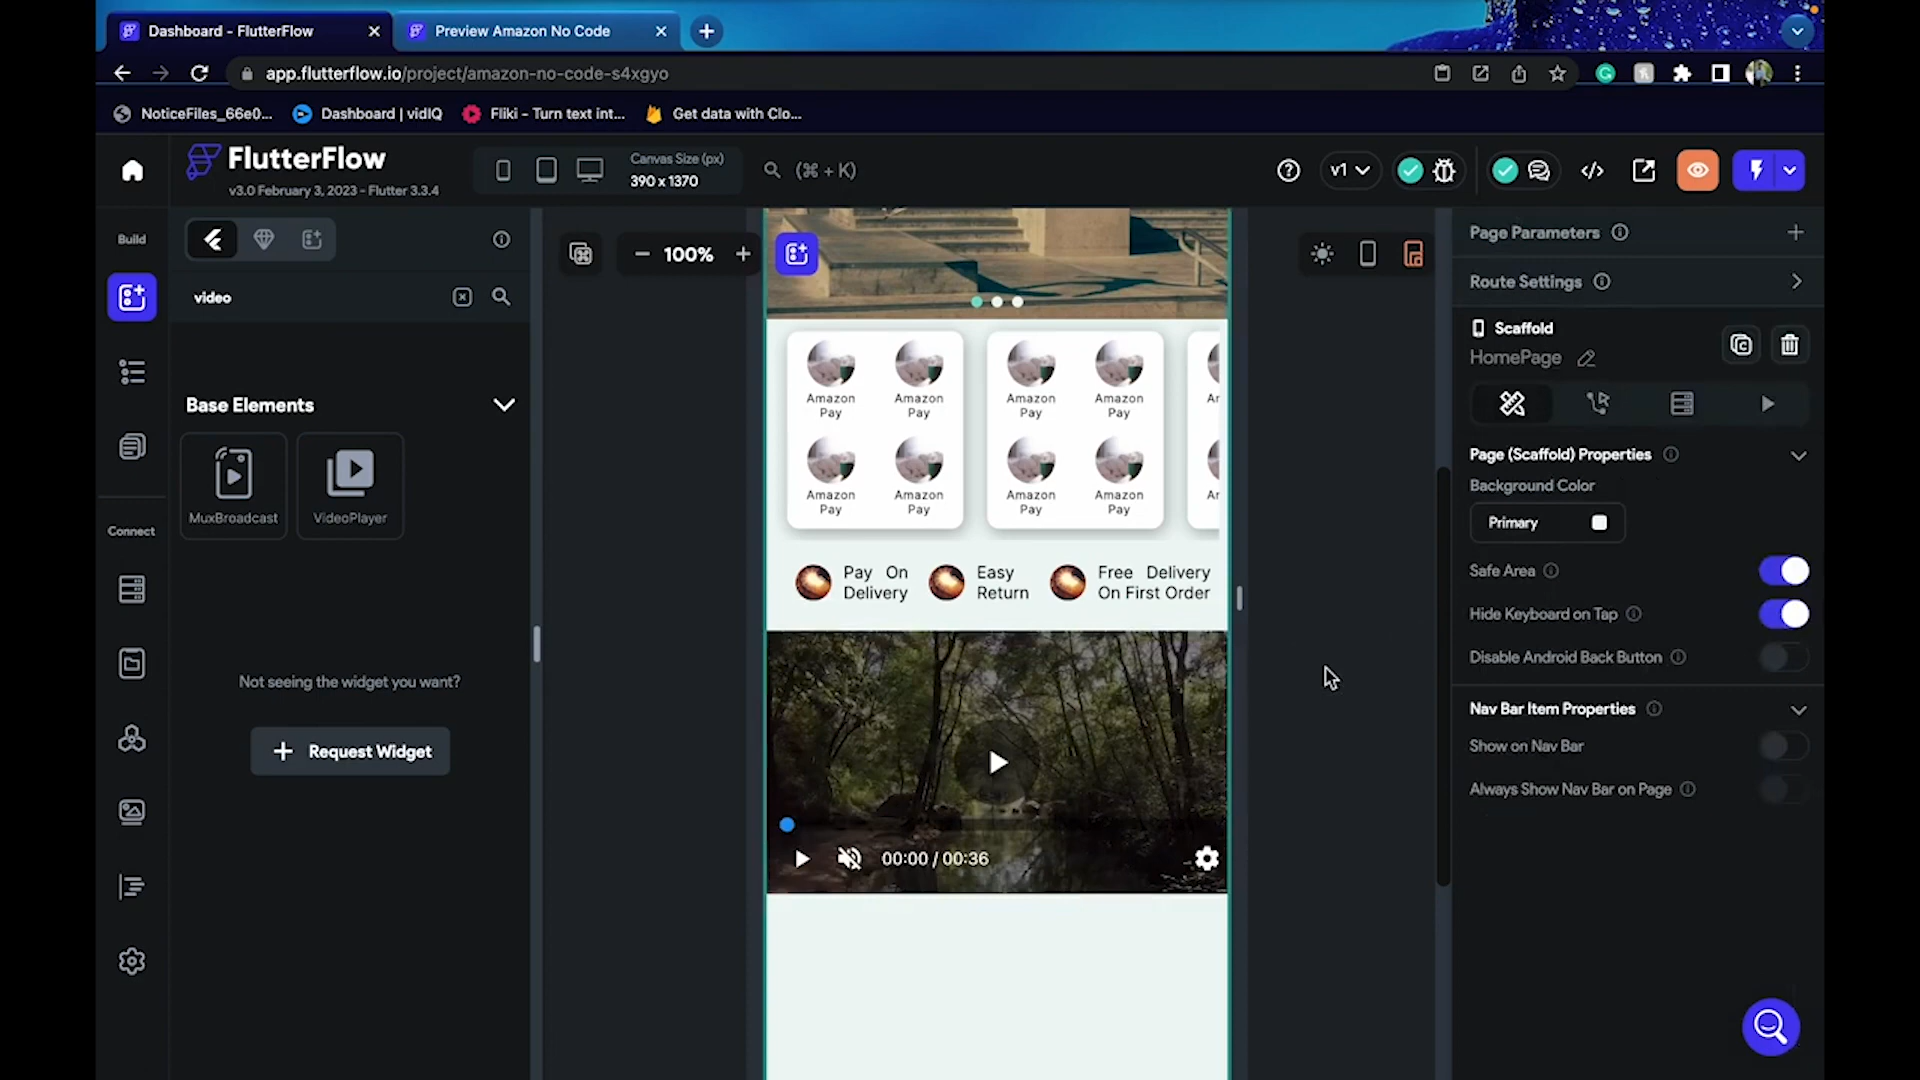 Dashboard - FlutterFlow
Preview Amazon No Code
app.flutterflow.io/project/amazon-no-code-s4xgyo
NoticeFiles_66e0...
Dashboard | vidIQ
Fliki - Turn text int...
Get data with Clo...
FlutterFlow
v3.0 February 3, 2023 - Flutter 3.3.4
Canvas Size (px)
390 x 1370
(⌘ + K)
v1
Build
Connect
video
Base Elements
MuxBroadcast
VideoPlayer
Not seeing the widget you want?
+ Request Widget
100%
Amazon
Pay
Amazon
Pay
Amazon
Pay
Amazon
Pay
Ar
Amazon
Pay
Amazon
Pay
Amazon
Pay
Amazon
Pay
Ar
Pay On
Delivery
Easy
Return
Free Delivery
On First Order
00:00 / 00:36
Page Parameters
Route Settings
Scaffold
HomePage
Page (Scaffold) Properties
Background Color
Primary
Safe Area
Hide Keyboard on Tap
Disable Android Back Button
Nav Bar Item Properties
Show on Nav Bar
Always Show Nav Bar on Page